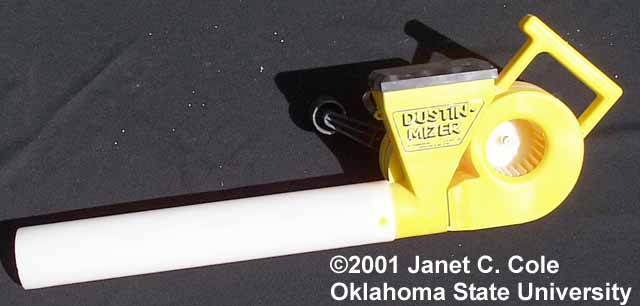 DUSTIN-
MIZER
©2001 Janet C. Cole
Oklahoma State University